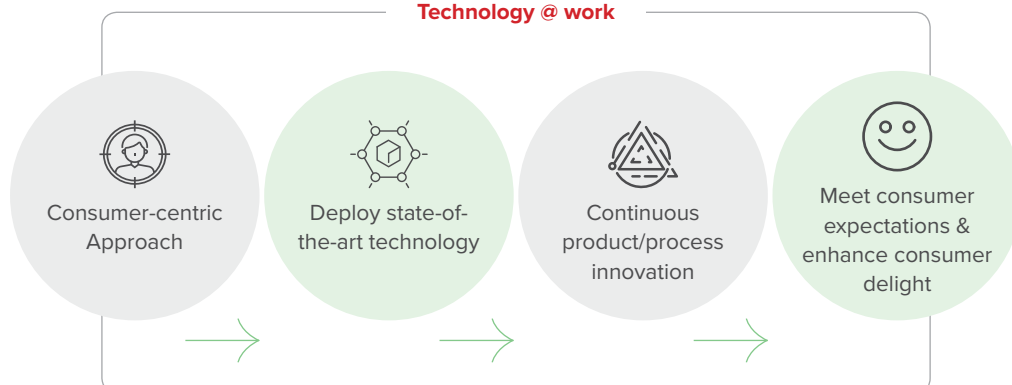 Technology @ work
Consumer-centric
Approach
Deploy state-of-
the-art technology
Continuous
product/process
innovation
Meet consumer
expectations &
enhance consumer
delight